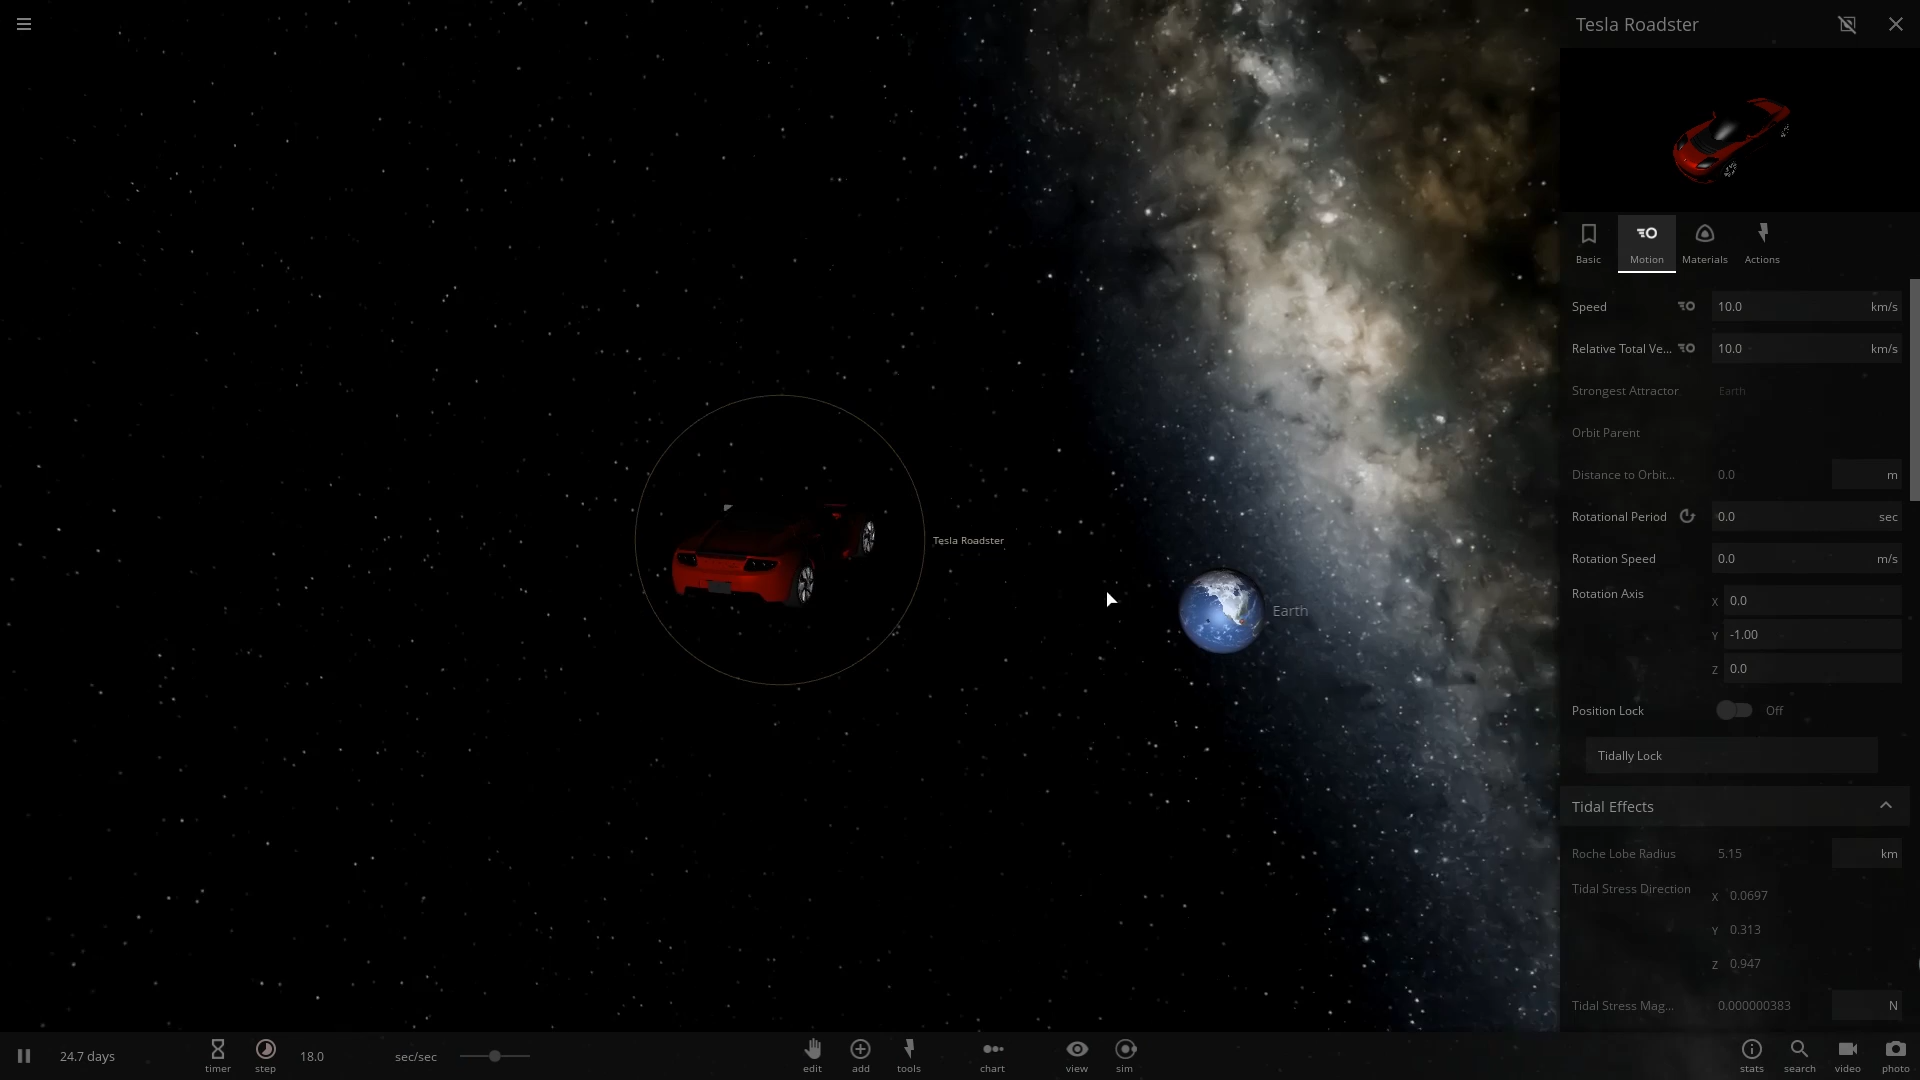 Tesla Roadster
Basic
Motion
Materials
Actions
Speed 10.0 km/s
Relative Total Ve... 10.0 km/s
Strongest Attractor Earth
Orbit Parent
Distance to Orbit... 0.0 m
Rotational Period 0.0 sec
Rotation Speed 0.0 m/s
Rotation Axis X 0.0
Y -1.00
Z 0.0
Position Lock Off
Tidally Lock
Tidal Effects
Roche Lobe Radius 5.15 km
Tidal Stress Direction X 0.0697
Y 0.313
Z 0.947
Tidal Stress Mag... 0.000000383 N
Tesla Roadster
Earth
24.7 days
timer
step
18.0 sec/sec
edit
add
tools
chart
view
sim
stats
search
video
photo